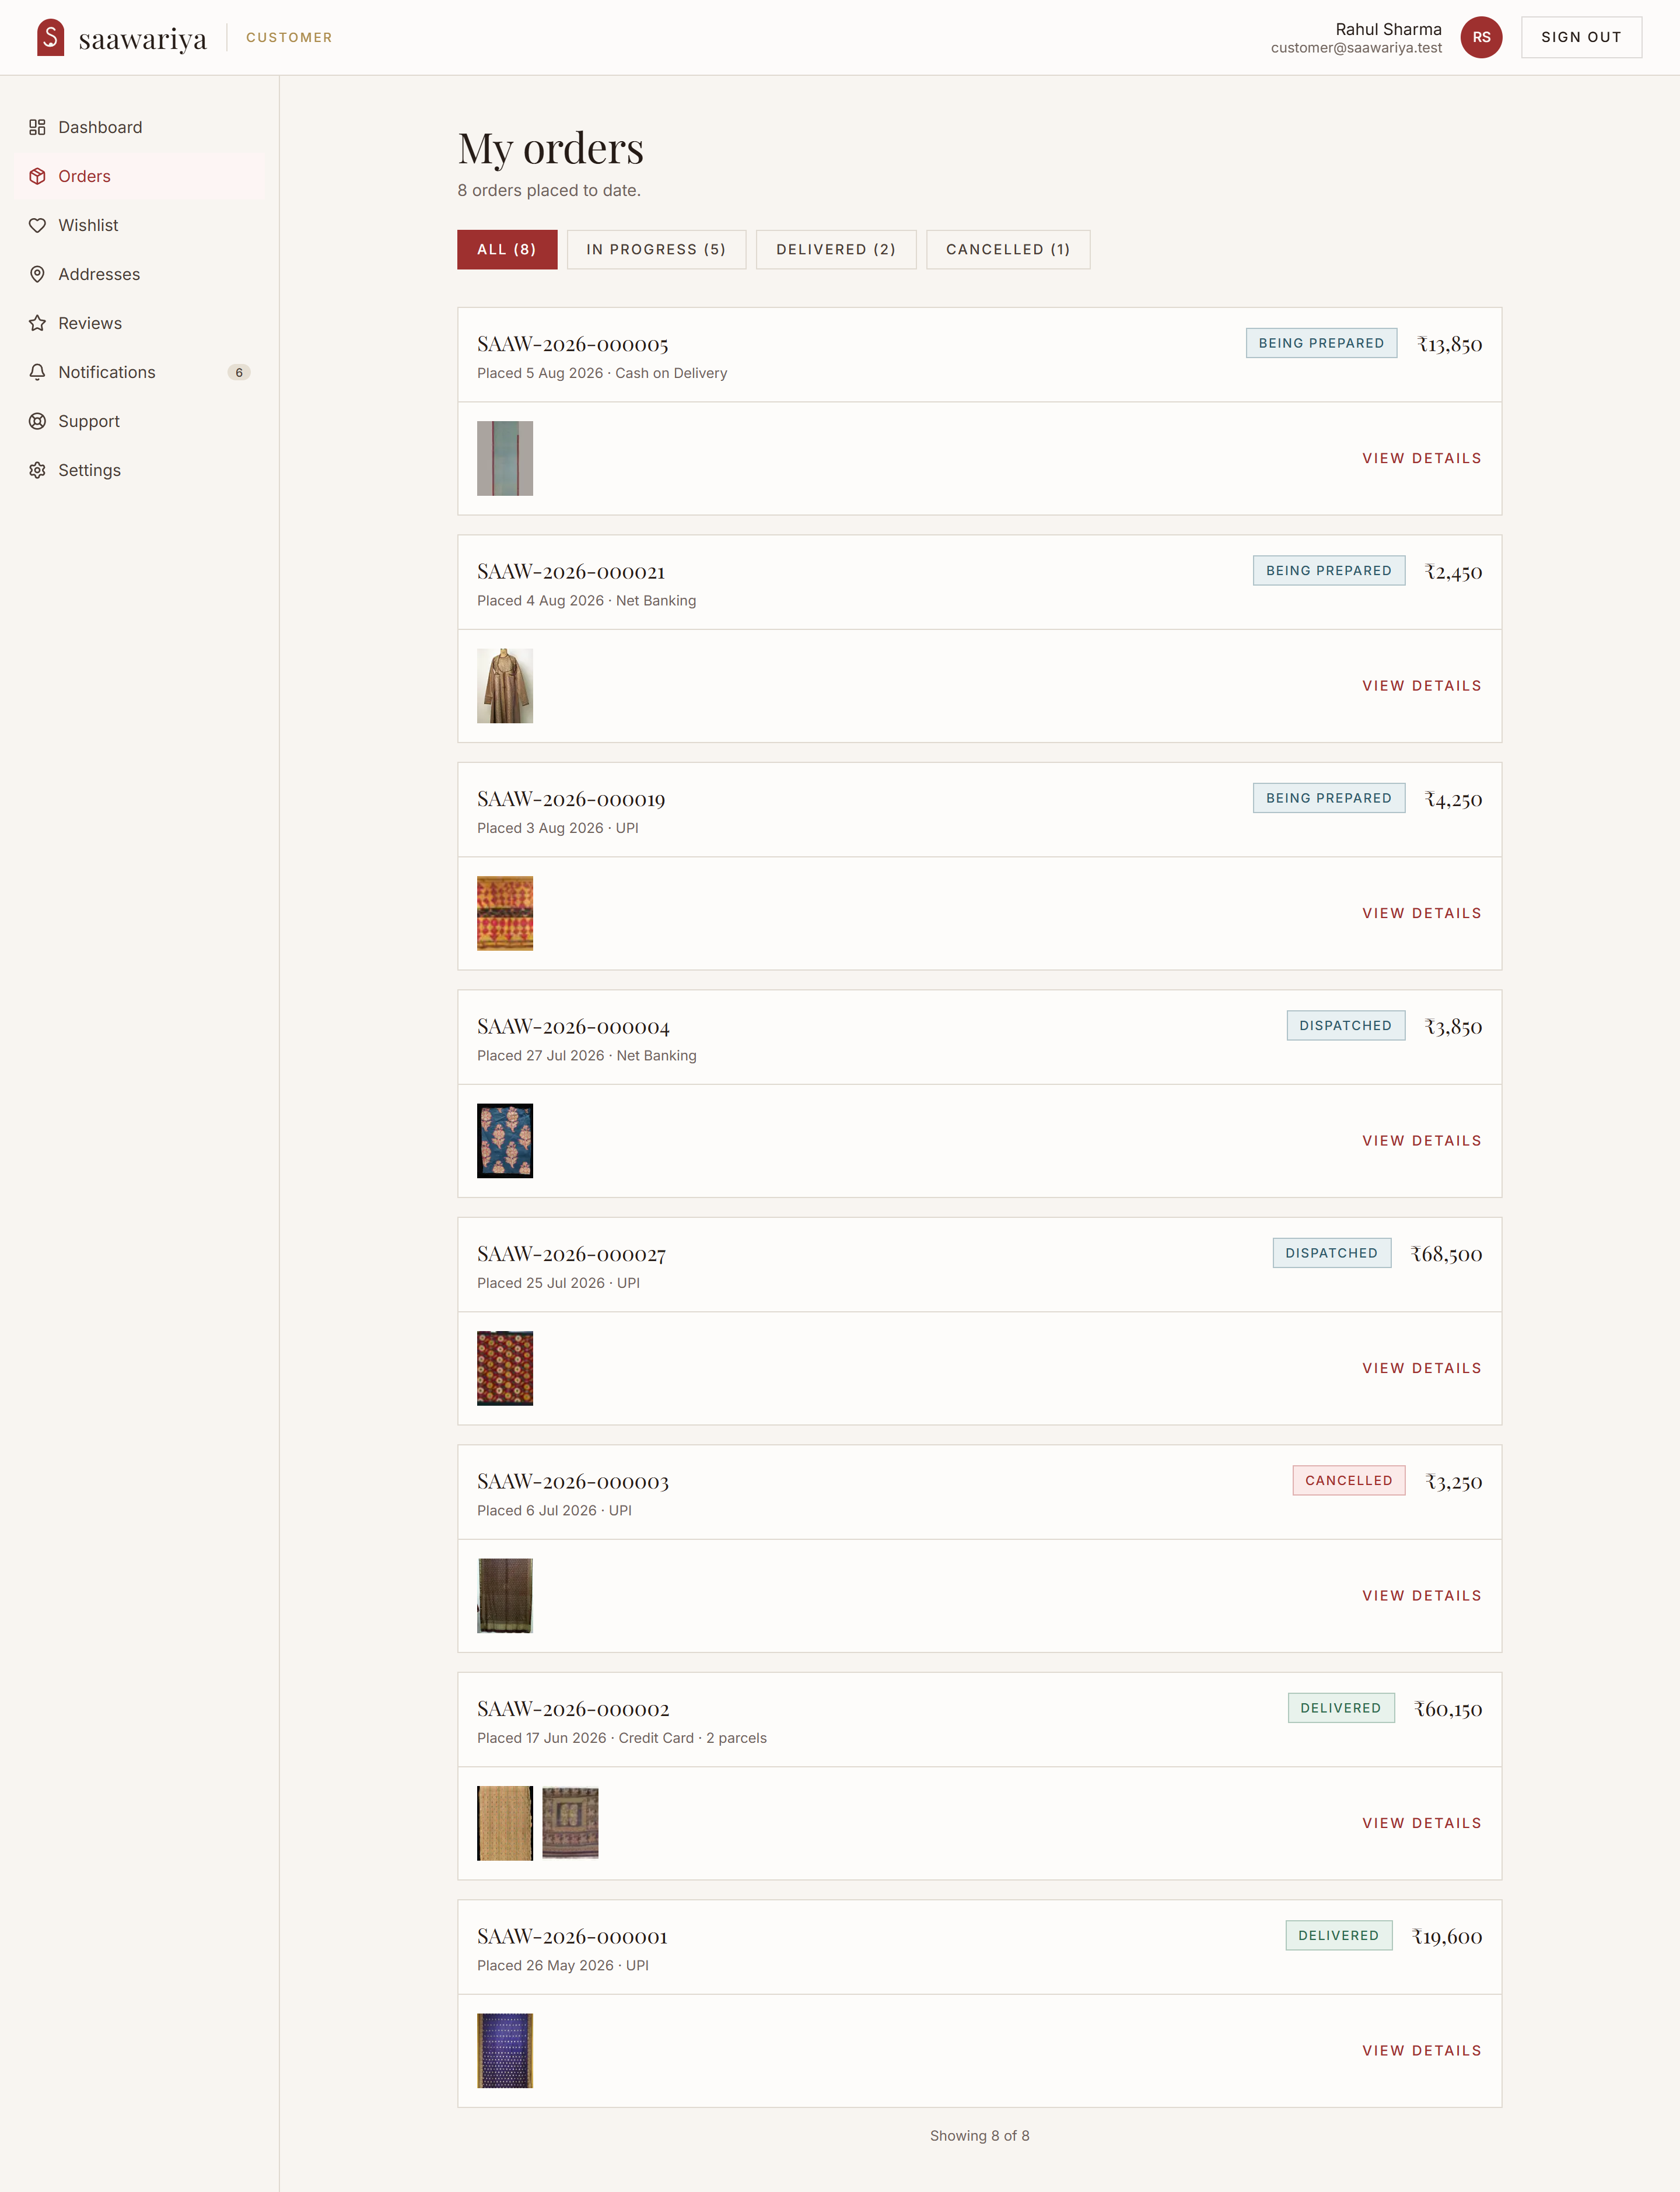 saawariya
CUSTOMER
Rahul Sharma
customer@saawariya.test
RS
SIGN OUT
Dashboard
Orders
Wishlist
Addresses
Reviews
Notifications 6
Support
Settings
My orders
8 orders placed to date.
ALL (8) IN PROGRESS (5) DELIVERED (2) CANCELLED (1)
SAAW-2026-000005 BEING PREPARED ₹13,850
Placed 5 Aug 2026 · Cash on Delivery
VIEW DETAILS
SAAW-2026-000021 BEING PREPARED ₹2,450
Placed 4 Aug 2026 · Net Banking
VIEW DETAILS
SAAW-2026-000019 BEING PREPARED ₹4,250
Placed 3 Aug 2026 · UPI
VIEW DETAILS
SAAW-2026-000004 DISPATCHED ₹3,850
Placed 27 Jul 2026 · Net Banking
VIEW DETAILS
SAAW-2026-000027 DISPATCHED ₹68,500
Placed 25 Jul 2026 · UPI
VIEW DETAILS
SAAW-2026-000003 CANCELLED ₹3,250
Placed 6 Jul 2026 · UPI
VIEW DETAILS
SAAW-2026-000002 DELIVERED ₹60,150
Placed 17 Jun 2026 · Credit Card · 2 parcels
VIEW DETAILS
SAAW-2026-000001 DELIVERED ₹19,600
Placed 26 May 2026 · UPI
VIEW DETAILS
Showing 8 of 8